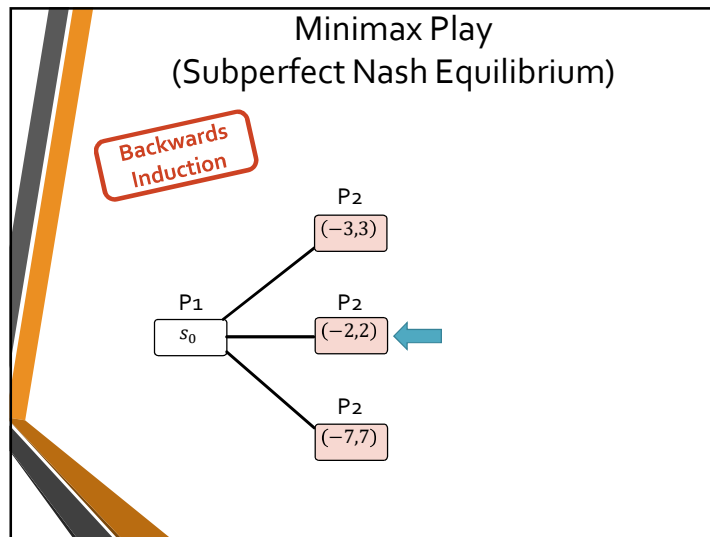 Minimax Play
(Subperfect Nash Equilibrium)
Backwards
Induction
P2
(−3,3)
P1
P2
s₀
(−2,2)
P2
(−7,7)